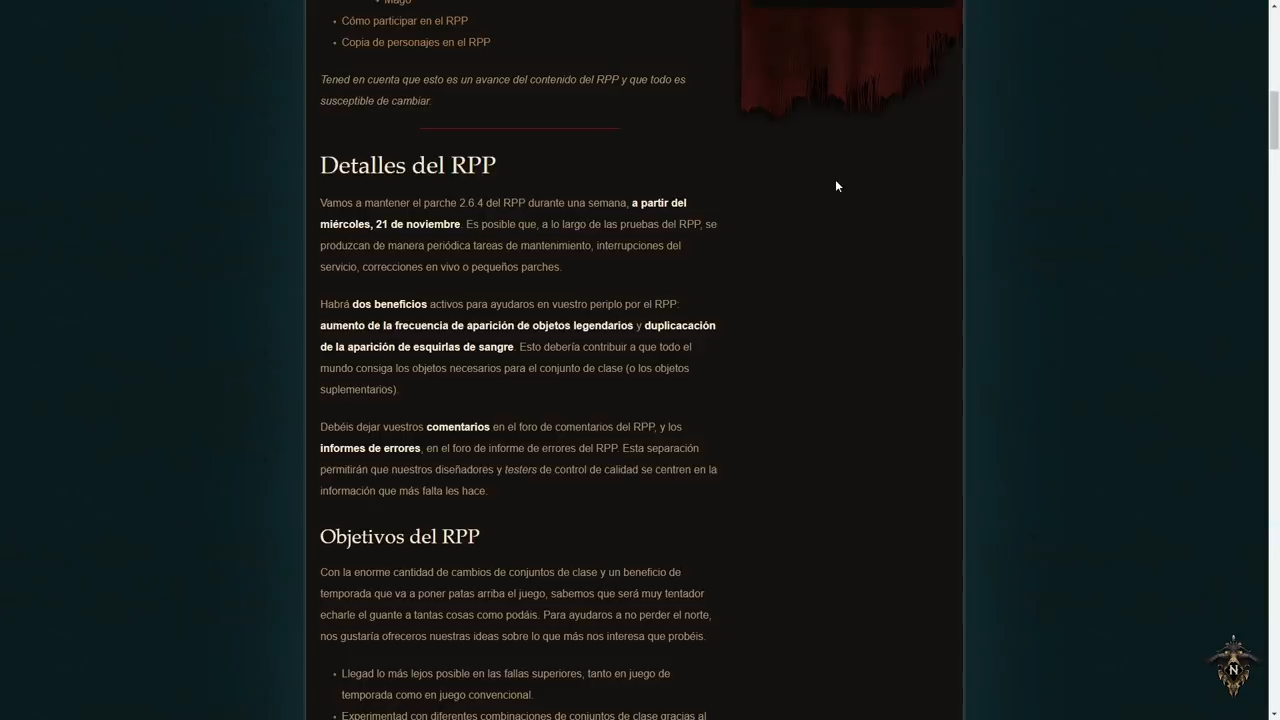 Mago
Cómo participar en el RPP
Copia de personajes en el RPP
Tened en cuenta que esto es un avance del contenido del RPP y que todo es
susceptible de cambiar.
Detalles del RPP
Vamos a mantener el parche 2.6.4 del RPP durante una semana, a partir del
miércoles, 21 de noviembre. Es posible que, a lo largo de las pruebas del RPP, se
produzcan de manera periódica tareas de mantenimiento, interrupciones del
servicio, correcciones en vivo o pequeños parches.
Habrá dos beneficios activos para ayudaros en vuestro periplo por el RPP:
aumento de la frecuencia de aparición de objetos legendarios y duplicacación
de la aparición de esquirlas de sangre. Esto debería contribuir a que todo el
mundo consiga los objetos necesarios para el conjunto de clase (o los objetos
suplementarios).
Debéis dejar vuestros comentarios en el foro de comentarios del RPP, y los
informes de errores, en el foro de informe de errores del RPP. Esta separación
permitirán que nuestros diseñadores y testers de control de calidad se centren en la
información que más falta les hace.
Objetivos del RPP
Con la enorme cantidad de cambios de conjuntos de clase y un beneficio de
temporada que va a poner patas arriba el juego, sabemos que será muy tentador
echarle el guante a tantas cosas como podáis. Para ayudaros a no perder el norte,
nos gustaría ofreceros nuestras ideas sobre lo que más nos interesa que probéis.
Llegad lo más lejos posible en las fallas superiores, tanto en juego de
temporada como en juego convencional.
Experimentad con diferentes combinaciones de conjuntos de clase gracias al
N